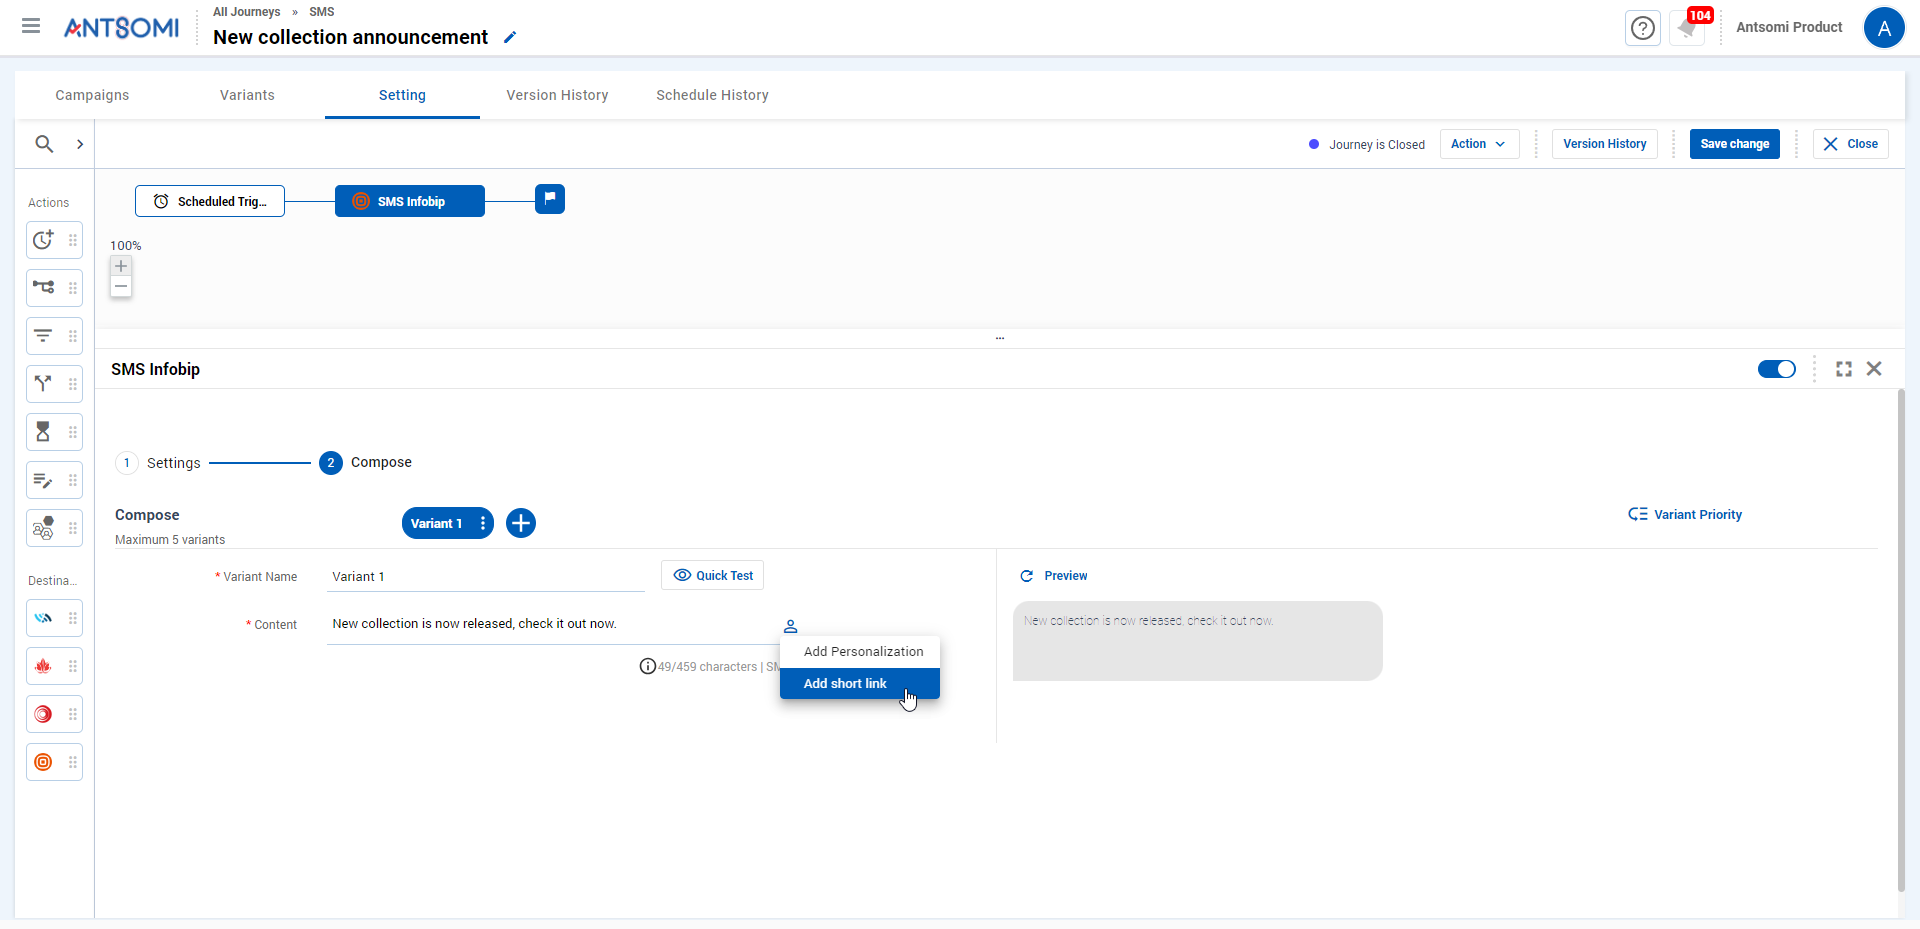 All Journeys » SMS
ANTSOMI
New collection announcement
104
Antsomi Product
A
Campaigns
Variants
Setting
Version History
Schedule History
Journey is Closed
Action
Version History
Save change
Close
Actions
Scheduled Trig...
SMS Infobip
100%
SMS Infobip
1 Settings
2 Compose
Compose
Maximum 5 variants
Variant 1
Variant Priority
* Variant Name
Variant 1
Quick Test
Preview
* Content
New collection is now released, check it out now.
New collection is now released, check it out now.
Add Personalization
49/459 characters | SM
Add short link
Destina...